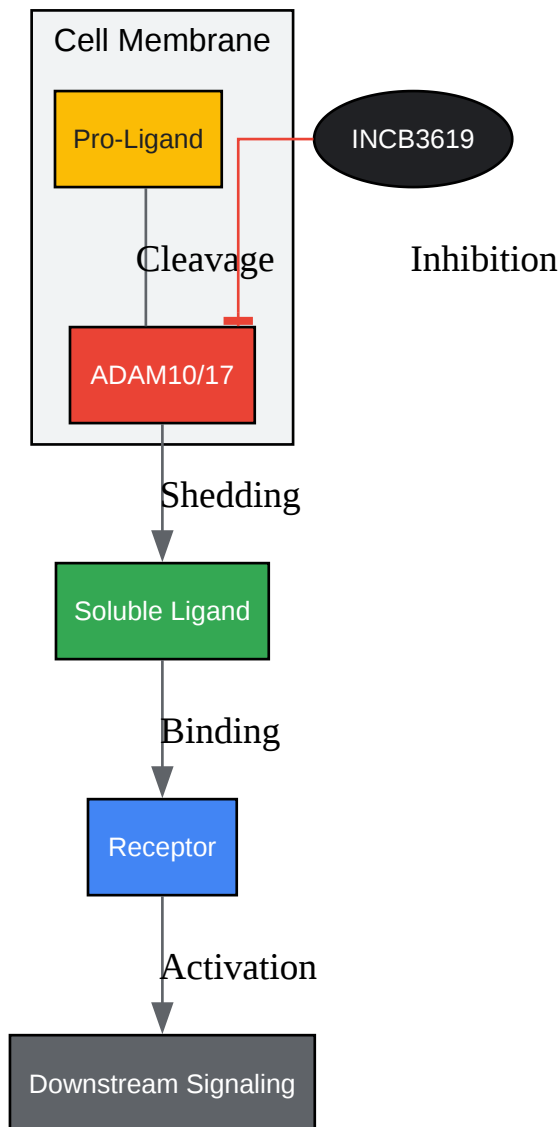 Cell Membrane
Pro-Ligand
INCB3619
Cleavage
Inhibition
ADAM10/17
Shedding
Soluble Ligand
Binding
Receptor
Activation
Downstream Signaling